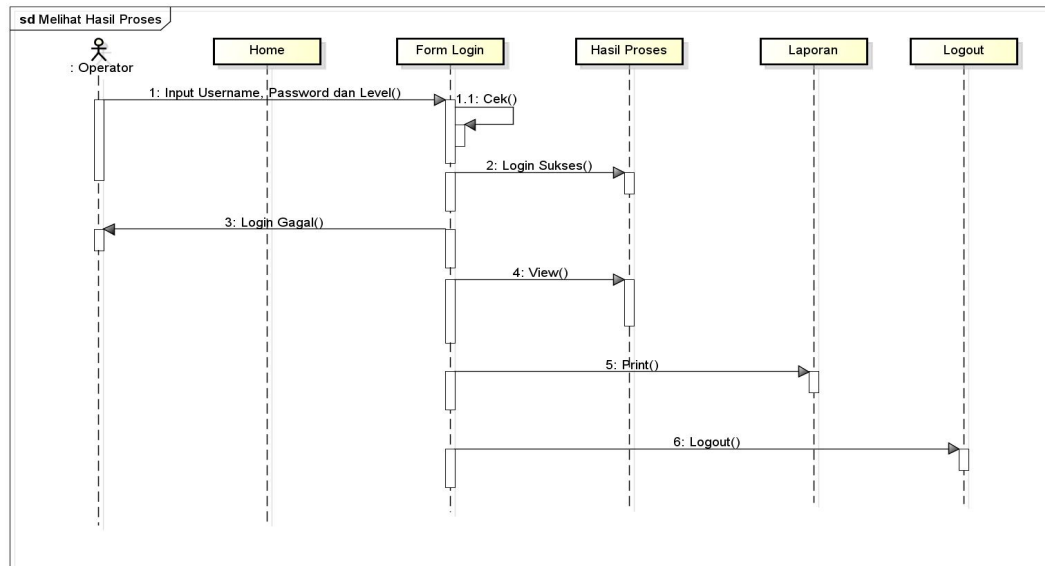 sd Melihat Hasil Proses
: Operator
Home
Form Login
Hasil Proses
Laporan
Logout
1: Input Username, Password dan Level()
1.1: Cek()
2: Login Sukses()
3: Login Gagal()
4: View()
5: Print()
6: Logout()